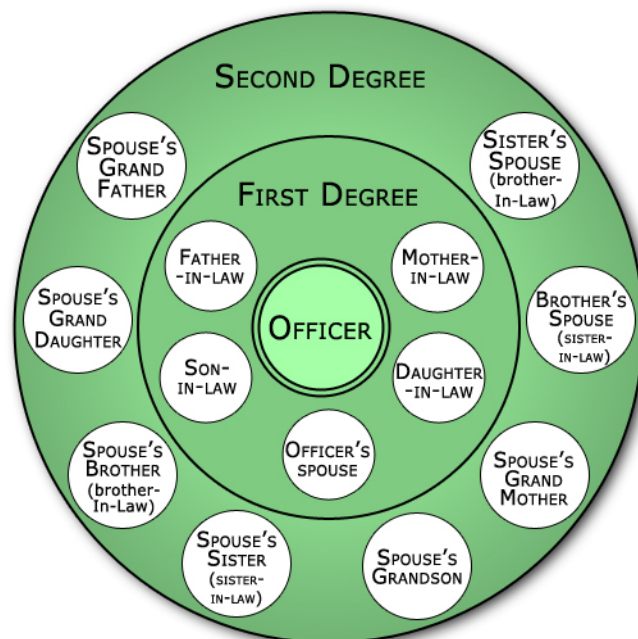 SECOND DEGREE
SPOUSE'S
GRAND
FATHER
SISTER'S
SPOUSE
(brother-
In-Law)
FIRST DEGREE
FATHER
-IN-LAW
MOTHER-
IN-LAW
SPOUSE'S
GRAND
DAUGHTER
OFFICER
BROTHER'S
SPOUSE
(SISTER-
IN-LAW)
SON-
IN-LAW
DAUGHTER
-IN-LAW
SPOUSE'S
BROTHER
(brother-
In-Law)
OFFICER'S
SPOUSE
SPOUSE'S
GRAND
MOTHER
SPOUSE'S
SISTER
(SISTER-
IN-LAW)
SPOUSE'S
GRANDSON